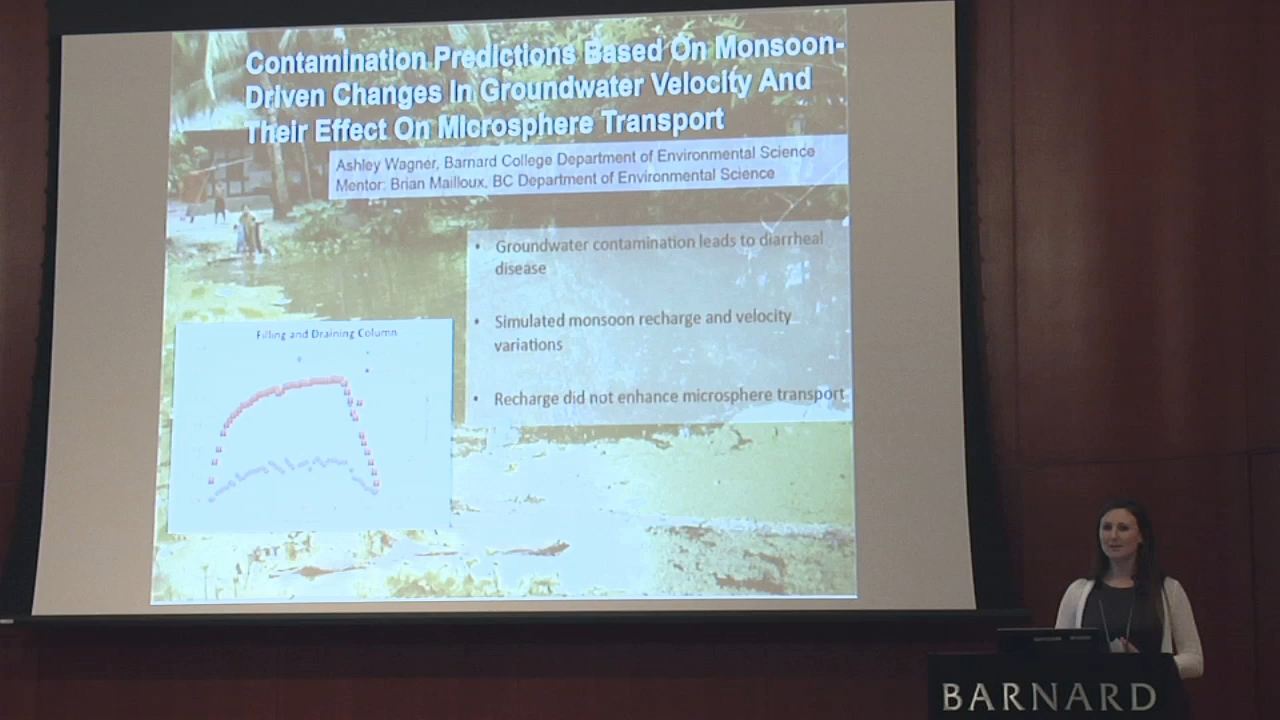 Contamination Predictions Based On Monsoon-
Driven Changes In Groundwater Velocity And
Their Effect On Microsphere Transport
Ashley Wagner, Barnard College Department of Environmental Science
Mentor: Brian Mailloux, BC Department of Environmental Science
• Groundwater contamination leads to diarrheal
disease
• Simulated monsoon recharge and velocity
variations
• Recharge did not enhance microsphere transport
Filling and Draining Column
BARNARD